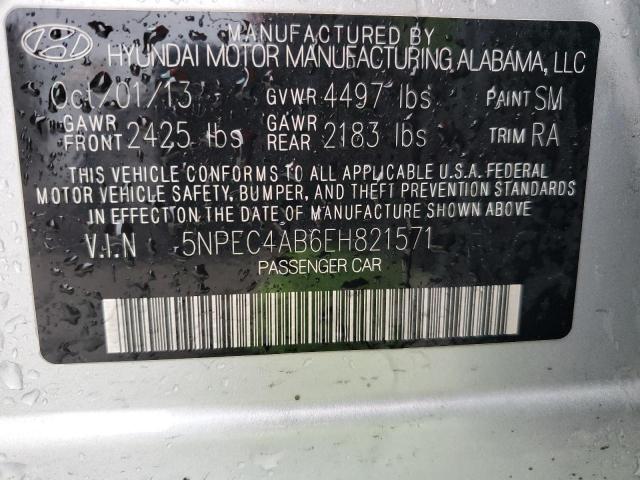 MANUFACTURED BY
HYUNDAI MOTOR MANUFACTURING ALABAMA, LLC
Oct/01/13 GVWR 4497 lbs PAINT SM
GAWR FRONT 2425 lbs GAWR REAR 2183 lbs TRIM RA
THIS VEHICLE CONFORMS TO ALL APPLICABLE U.S.A. FEDERAL
MOTOR VEHICLE SAFETY, BUMPER, AND THEFT PREVENTION STANDARDS
IN EFFECT ON THE DATE OF MANUFACTURE SHOWN ABOVE.
V.I.N 5NPEC4AB6EH821571
PASSENGER CAR